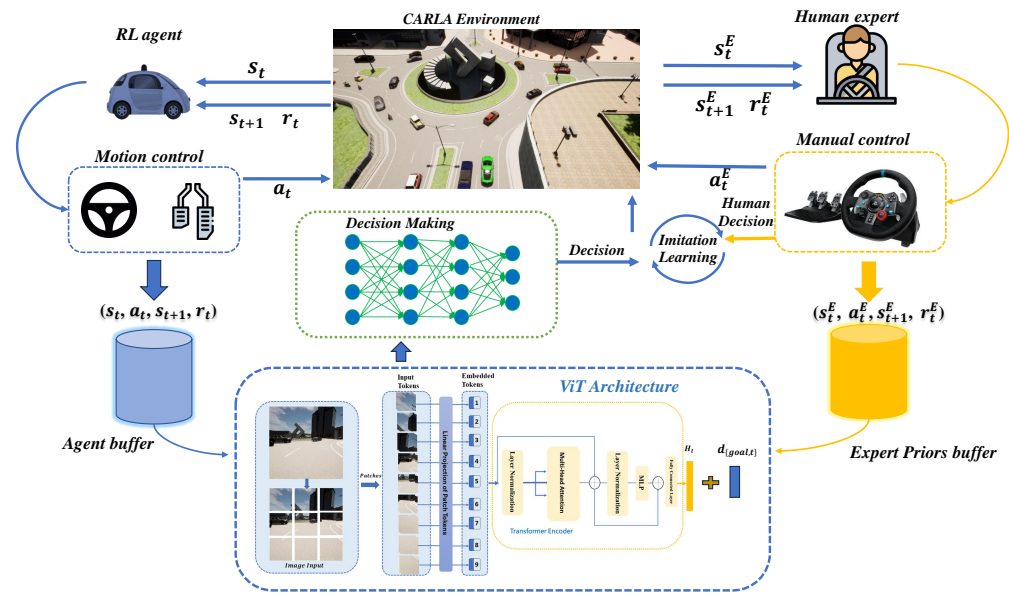 CARLA Environment
Human expert
RL agent
s_t
s_{t+1} r_t
s_t^E
s_{t+1}^E r_t^E
Motion control
a_t
Manual control
a_t^E
Human
Decision
Decision Making
Decision
Imitation
Learning
(s_t, a_t, s_{t+1}, r_t)
(s_t^E, a_t^E, s_{t+1}^E, r_t^E)
Agent buffer
Expert Priors buffer
ViT Architecture
Input
Tokens
Embedded
Tokens
Patches
Linear Projection of Patch Tokens
1
2
3
4
5
6
7
8
9
Layer Normalization
Multi-Head Attention
Layer Normalization
MLP
Fully Connected Layer
H_t
d_{goal,t}
Transformer Encoder
Image Input